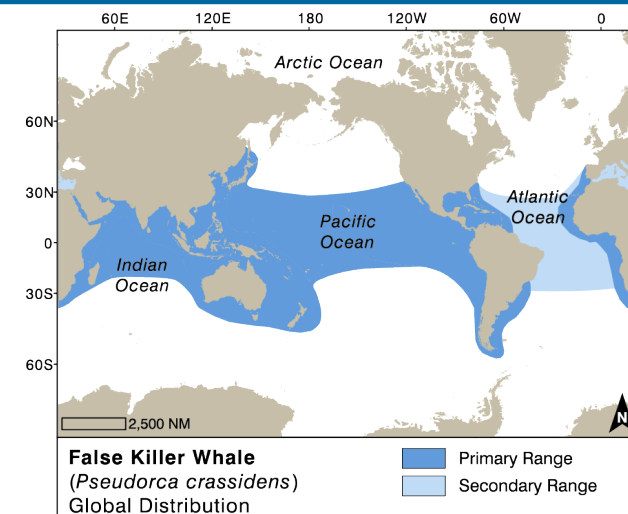 60E 120E 180 120W 60W 0
Arctic Ocean
60N
30N
Atlantic
Ocean
Pacific
Ocean
0
Indian
Ocean
30S
60S
2,500 NM
N
False Killer Whale
(Pseudorca crassidens)
Global Distribution
Primary Range
Secondary Range